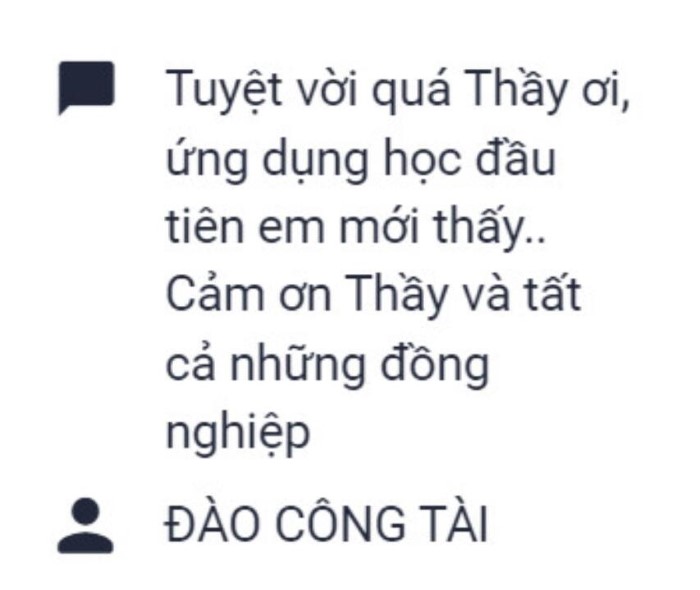 Tuyệt vời quá Thầy ơi,
ứng dụng học đầu
tiên em mới thấy..
Cảm ơn Thầy và tất
cả những đồng
nghiệp
ĐÀO CÔNG TÀI